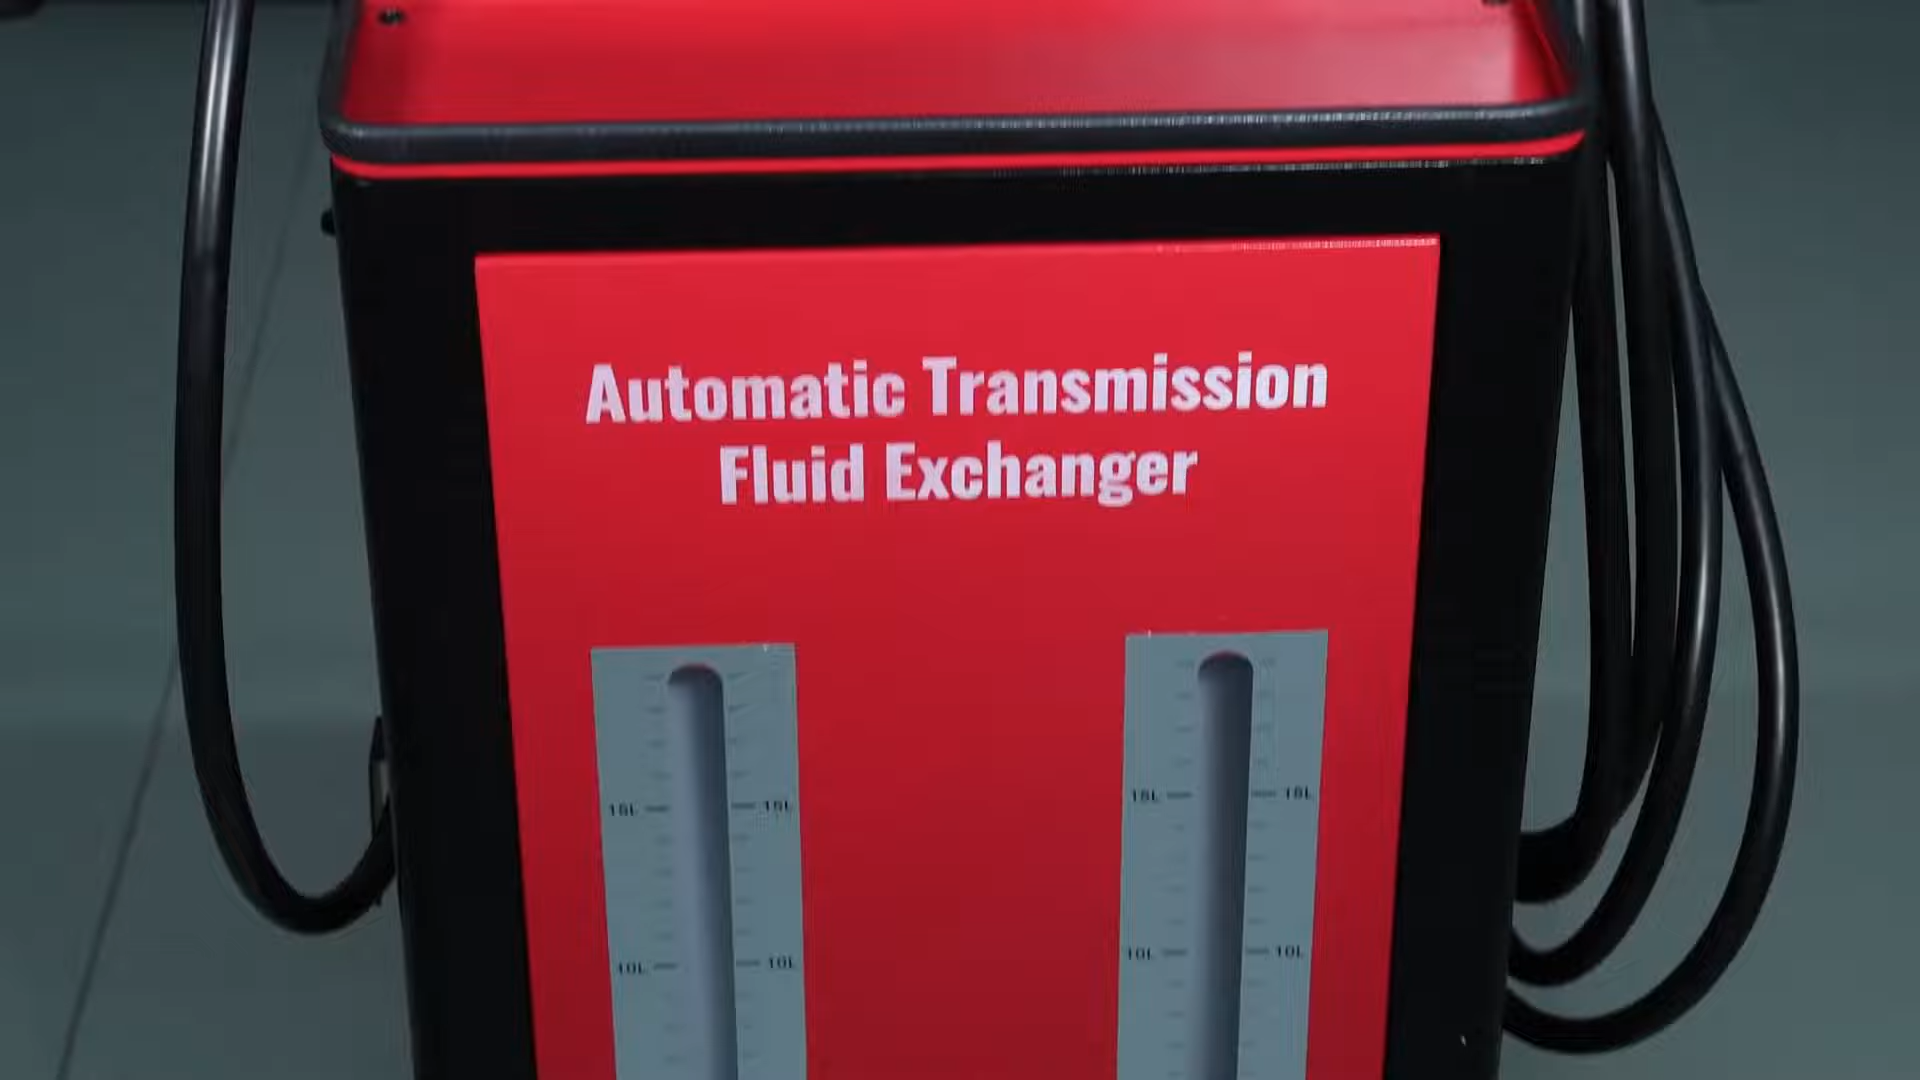 Automatic Transmission
Fluid Exchanger
15L 15L
15L 15L
10L 10L
10L 10L